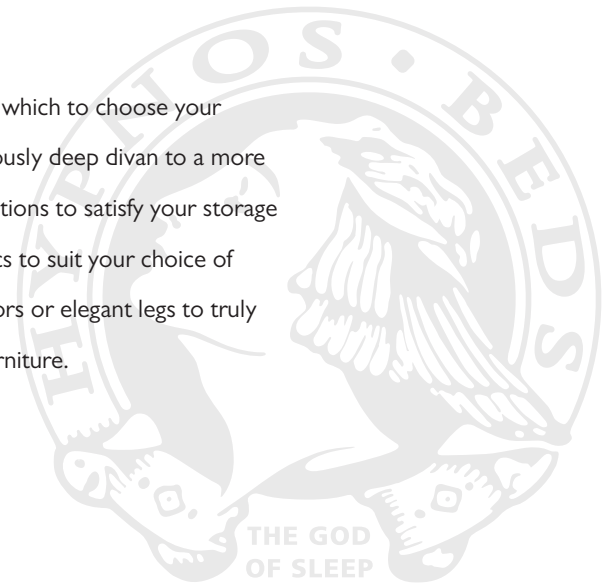 which to choose your
ously deep divan to a more
tions to satisfy your storage
cs to suit your choice of
ors or elegant legs to truly
rniture.
HYPNOS • BEDS
THE GOD
OF SLEEP